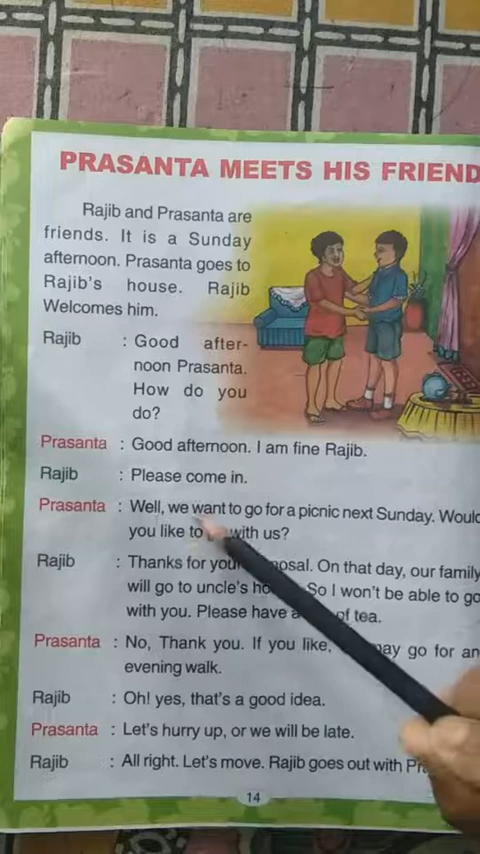 PRASANTA MEETS HIS FRIEND
Rajib and Prasanta are
friends. It is a Sunday
afternoon. Prasanta goes to
Rajib's house. Rajib
Welcomes him.
Rajib : Good after-
noon Prasanta.
How do you
do?
Prasanta : Good afternoon. I am fine Rajib.
Rajib : Please come in.
Prasanta : Well, we want to go for a picnic next Sunday. Would
you like to with us?
Rajib : Thanks for your On that day, our family
will go to uncle's So I won't be able to go
with you. Please have a of tea.
Prasanta : No, Thank you. If you like, may go for an
evening walk.
Rajib : Oh! yes, that's a good idea.
Prasanta : Let's hurry up, or we will be late.
Rajib : All right. Let's move. Rajib goes out with
14